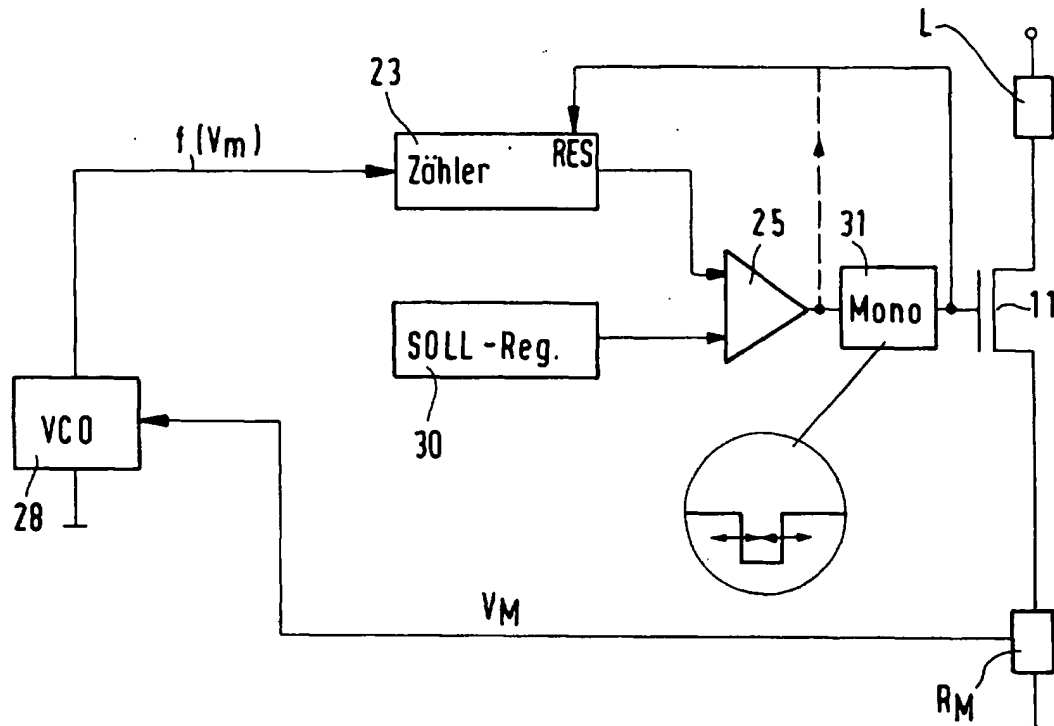 L
23
f (Vm)
RES
Zähler
25
31
Mono
11
SOLL-Reg.
30
VCO
28
VM
RM